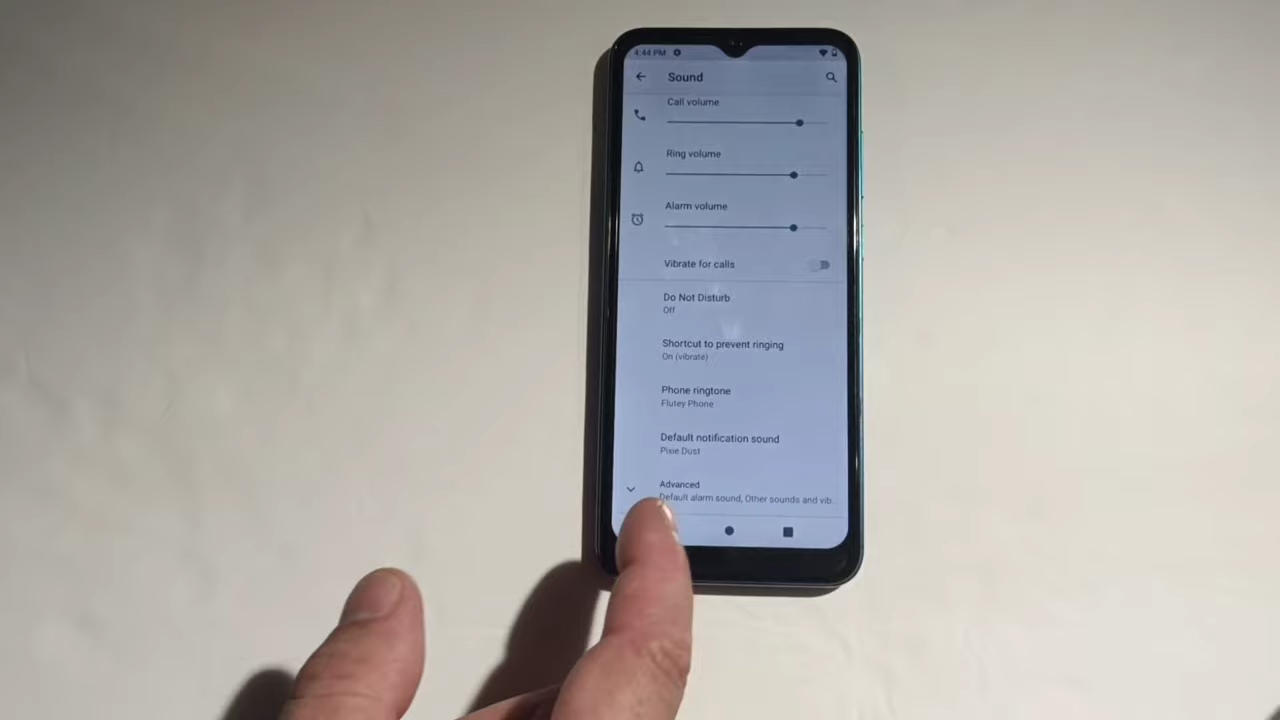 4:44 PM
Sound
Call volume
Ring volume
Alarm volume
Vibrate for calls
Do Not Disturb
Off
Shortcut to prevent ringing
On (vibrate)
Phone ringtone
Flutey Phone
Default notification sound
Pixie Dust
Advanced
Default alarm sound, Other sounds and vib...